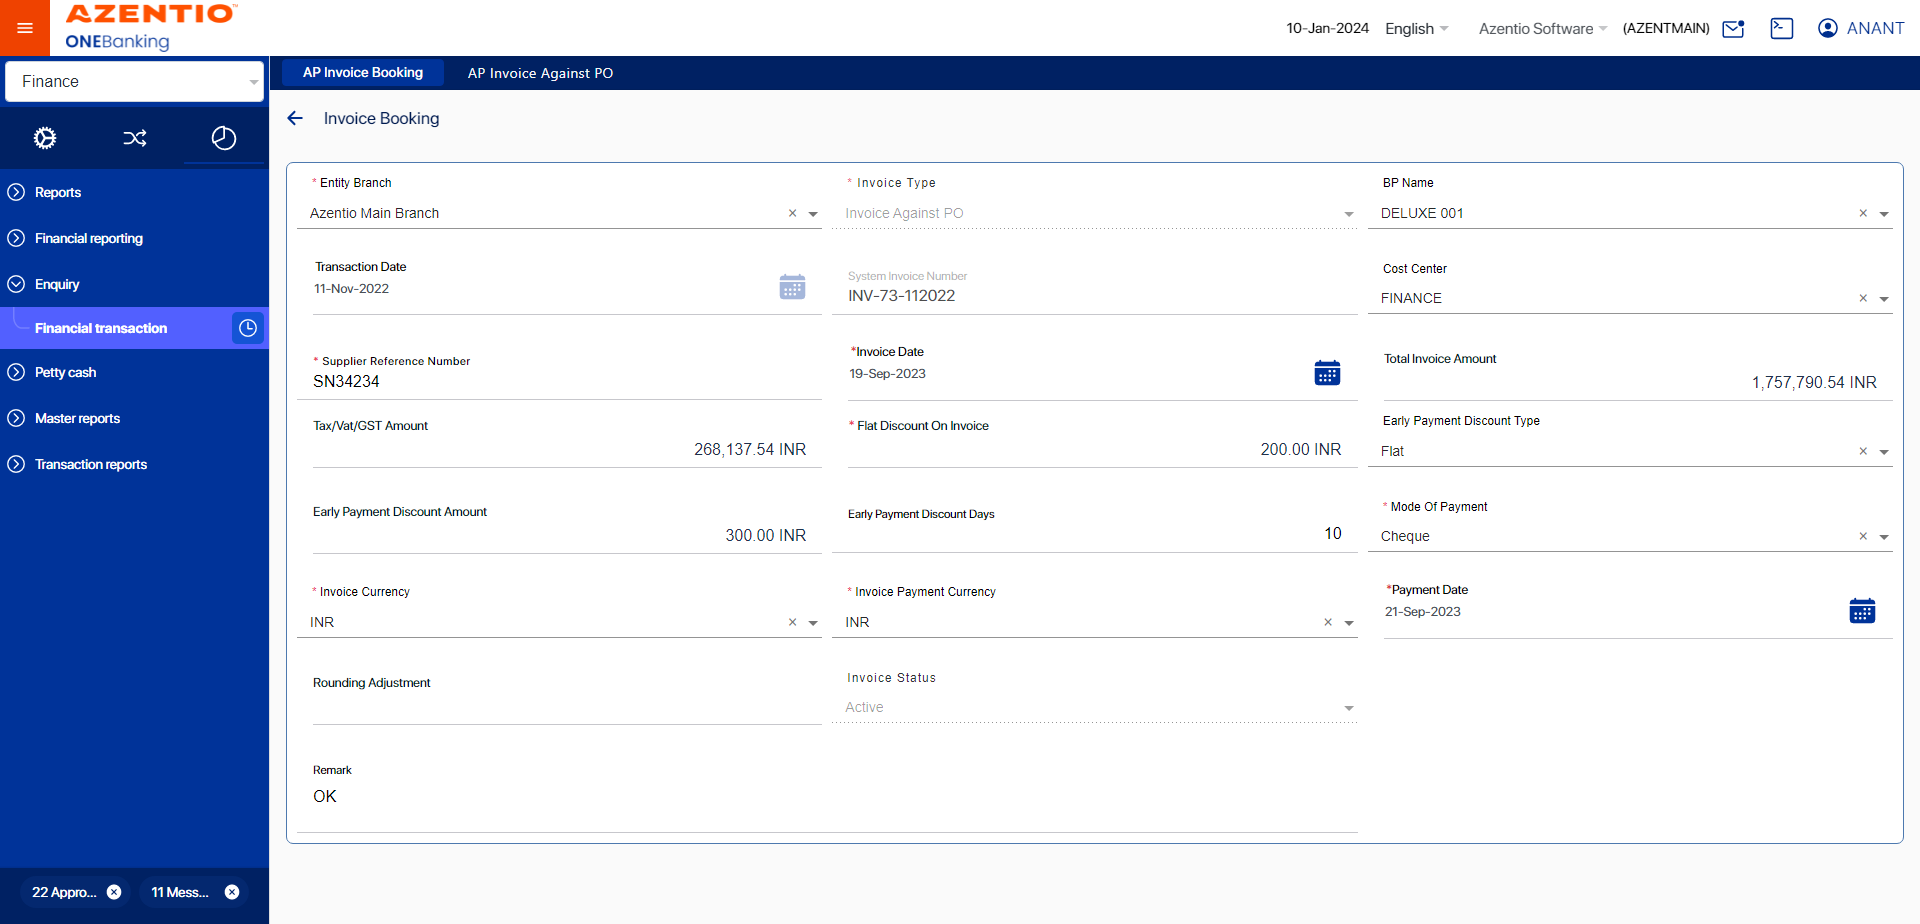 AZENTIO™
ONEBanking
10-Jan-2024 English Azentio Software (AZENTMAIN) ANANT
Finance
AP Invoice Booking AP Invoice Against PO
Invoice Booking
Reports
Financial reporting
Enquiry
Financial transaction
Petty cash
Master reports
Transaction reports
22 Appro... 11 Mess...
* Entity Branch
Azentio Main Branch
* Invoice Type
Invoice Against PO
BP Name
DELUXE 001
Transaction Date
11-Nov-2022
System Invoice Number
INV-73-112022
Cost Center
FINANCE
* Supplier Reference Number
SN34234
*Invoice Date
19-Sep-2023
Total Invoice Amount
1,757,790.54 INR
Tax/Vat/GST Amount
268,137.54 INR
* Flat Discount On Invoice
200.00 INR
Early Payment Discount Type
Flat
Early Payment Discount Amount
300.00 INR
Early Payment Discount Days
10
* Mode Of Payment
Cheque
* Invoice Currency
INR
* Invoice Payment Currency
INR
*Payment Date
21-Sep-2023
Rounding Adjustment
Invoice Status
Active
Remark
OK